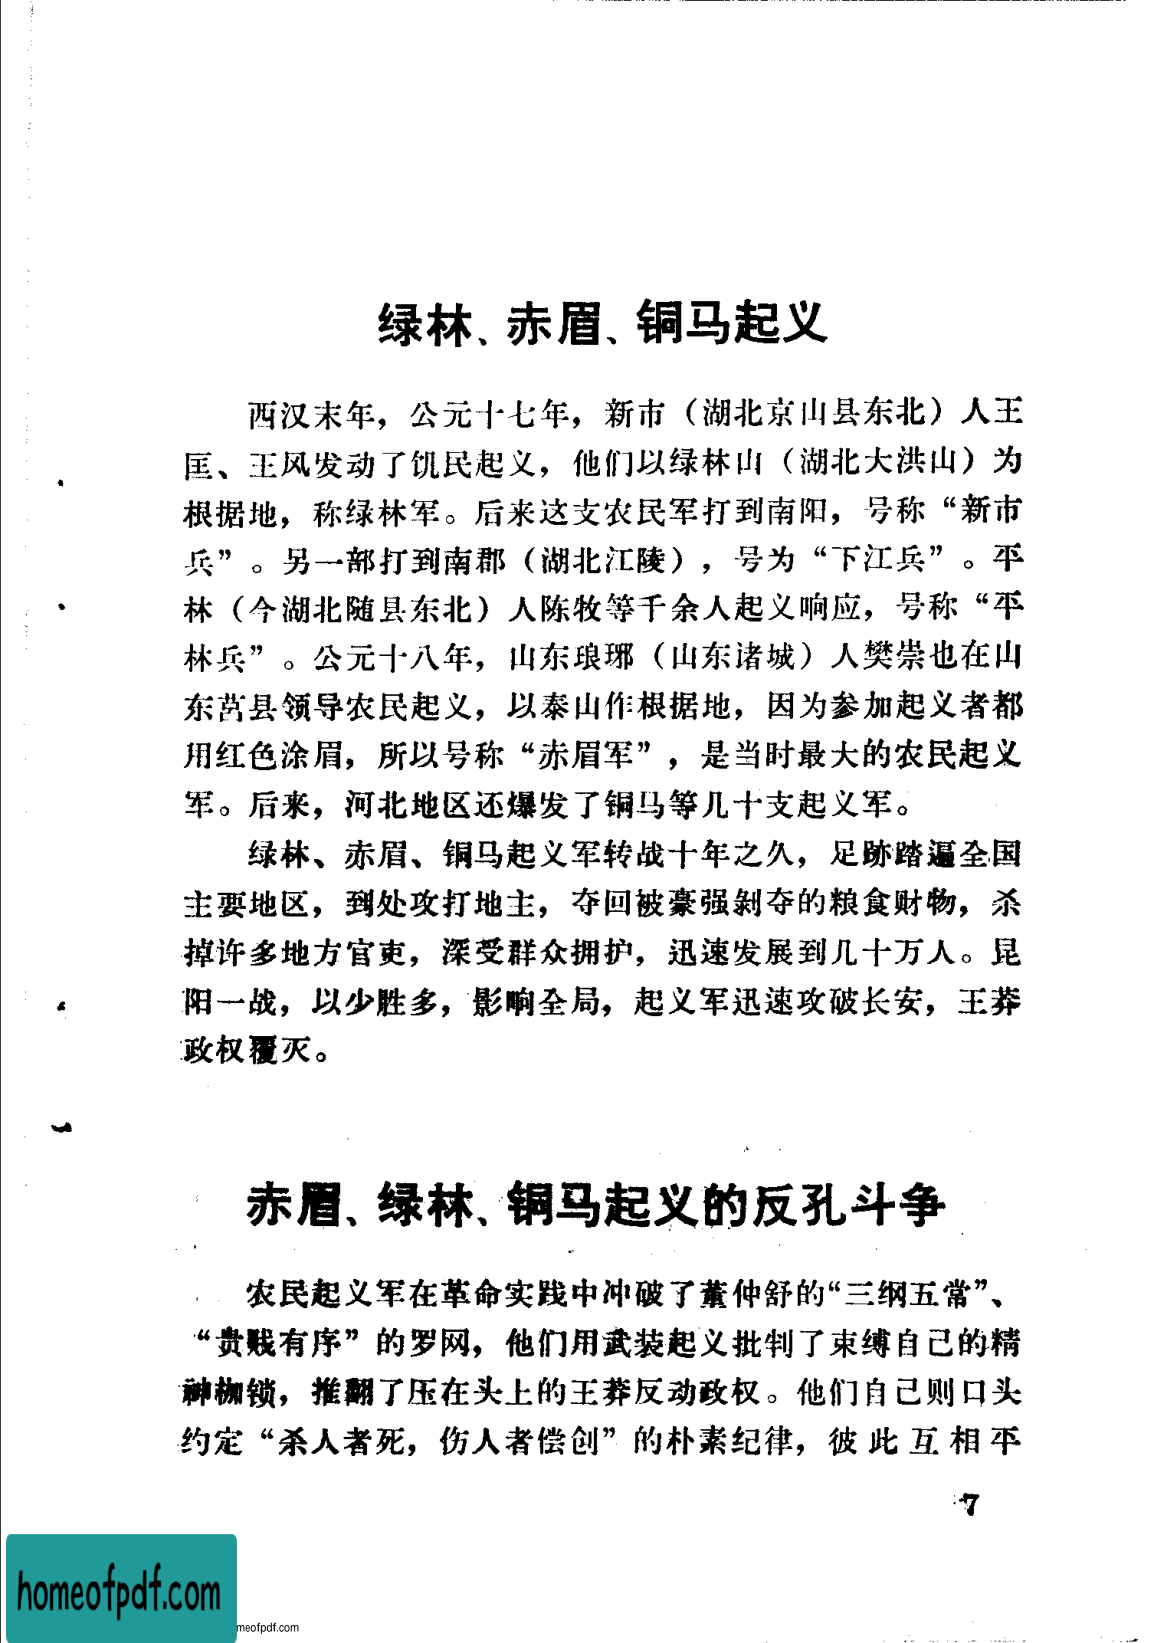 绿林、赤眉、铜马起义
西汉末年，公元十七年，新市（湖北京山县东北）人王
匡、王风发动了饥民起义，他们以绿林山（湖北大洪山）为
根据地，称绿林军。后来这支农民军打到南阳，号称“新市
兵”。另一部打到南郡（湖北江陵），号为“下江兵”。平
林（今湖北随县东北）人陈牧等千余人起义响应，号称“平
林兵”。公元十八年，山东琅琊（山东诸城）人樊崇也在山
东莒县领导农民起义，以泰山作根据地，因为参加起义者都
用红色涂眉，所以号称“赤眉军”，是当时最大的农民起义
军。后来，河北地区还爆发了铜马等几十支起义军。
绿林、赤眉、铜马起义军转战十年之久，足跡踏遍全国
主要地区，到处攻打地主，夺回被豪强剥夺的粮食财物，杀
掉许多地方官吏，深受群众拥护，迅速发展到几十万人。昆
阳一战，以少胜多，影响全局，起义军迅速攻破长安，王莽
政权覆灭。
赤眉、绿林、铜马起义的反孔斗争
农民起义军在革命实践中冲破了董仲舒的“三纲五常”、
“贵贱有序”的罗网，他们用武装起义批判了束缚自己的精
神枷锁，推翻了压在头上的王莽反动政权。他们自己则口头
约定“杀人者死，伤人者偿创”的朴素纪律，彼此互相平
7
homeofpdf.com
meofpdf.com